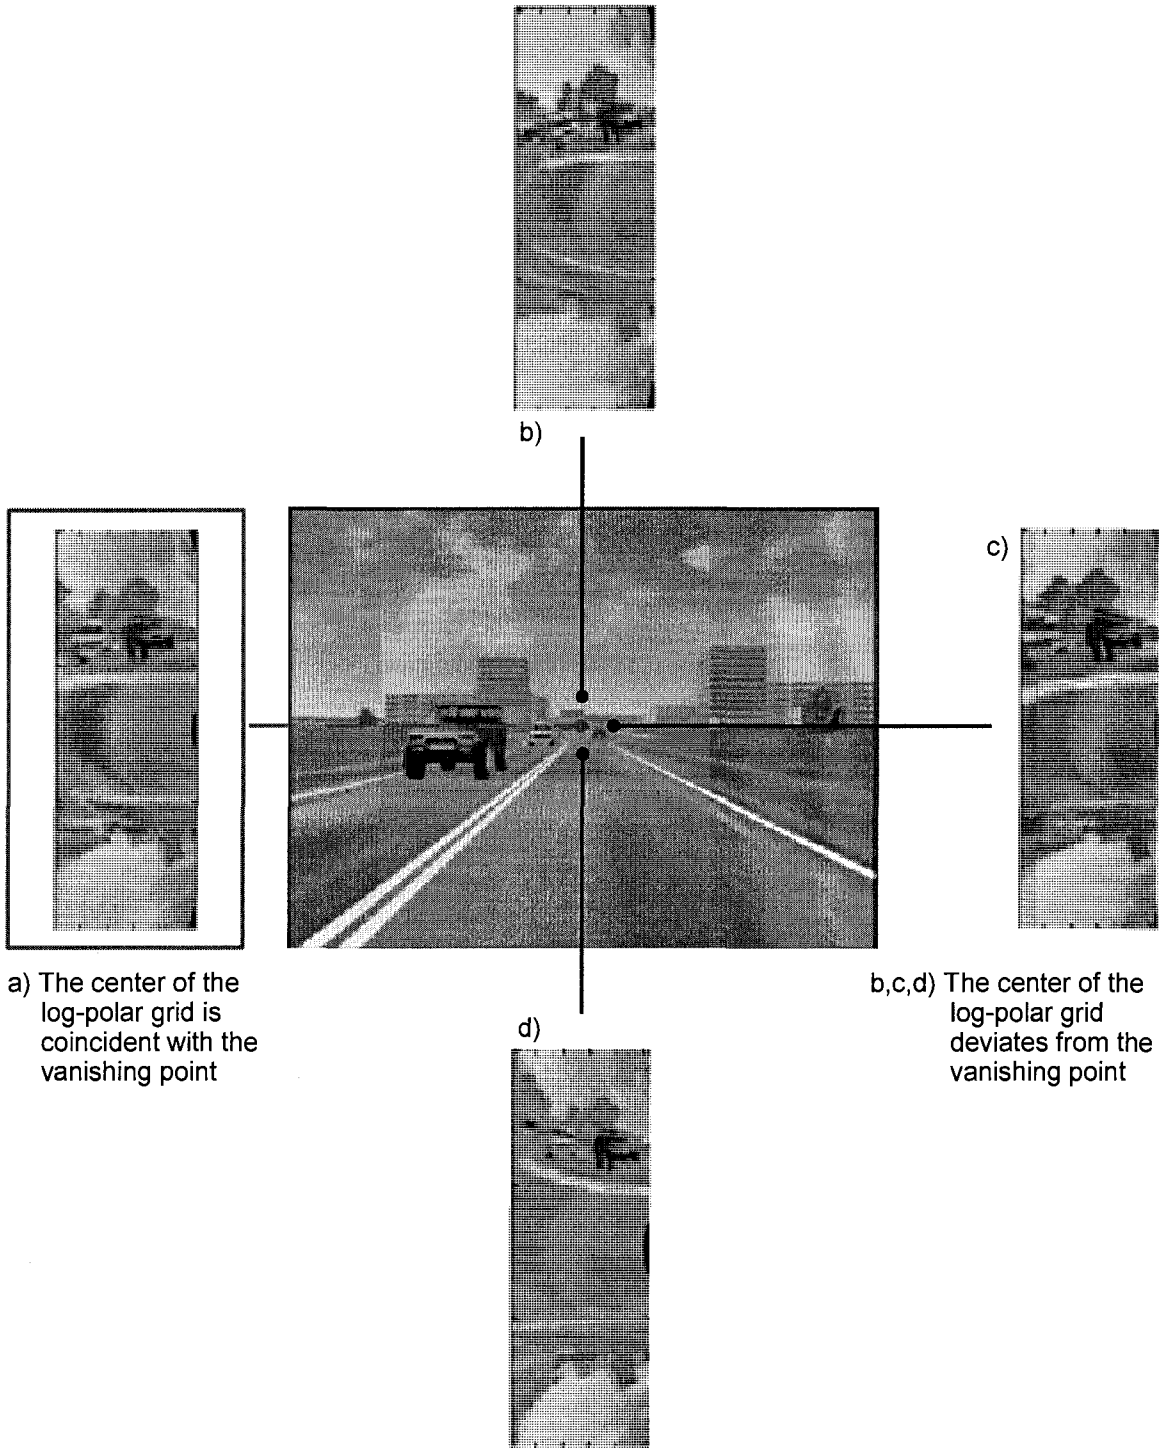 b)
c)
a) The center of the
log-polar grid is
coincident with the
vanishing point
b,c,d) The center of the
log-polar grid
deviates from the
vanishing point
d)